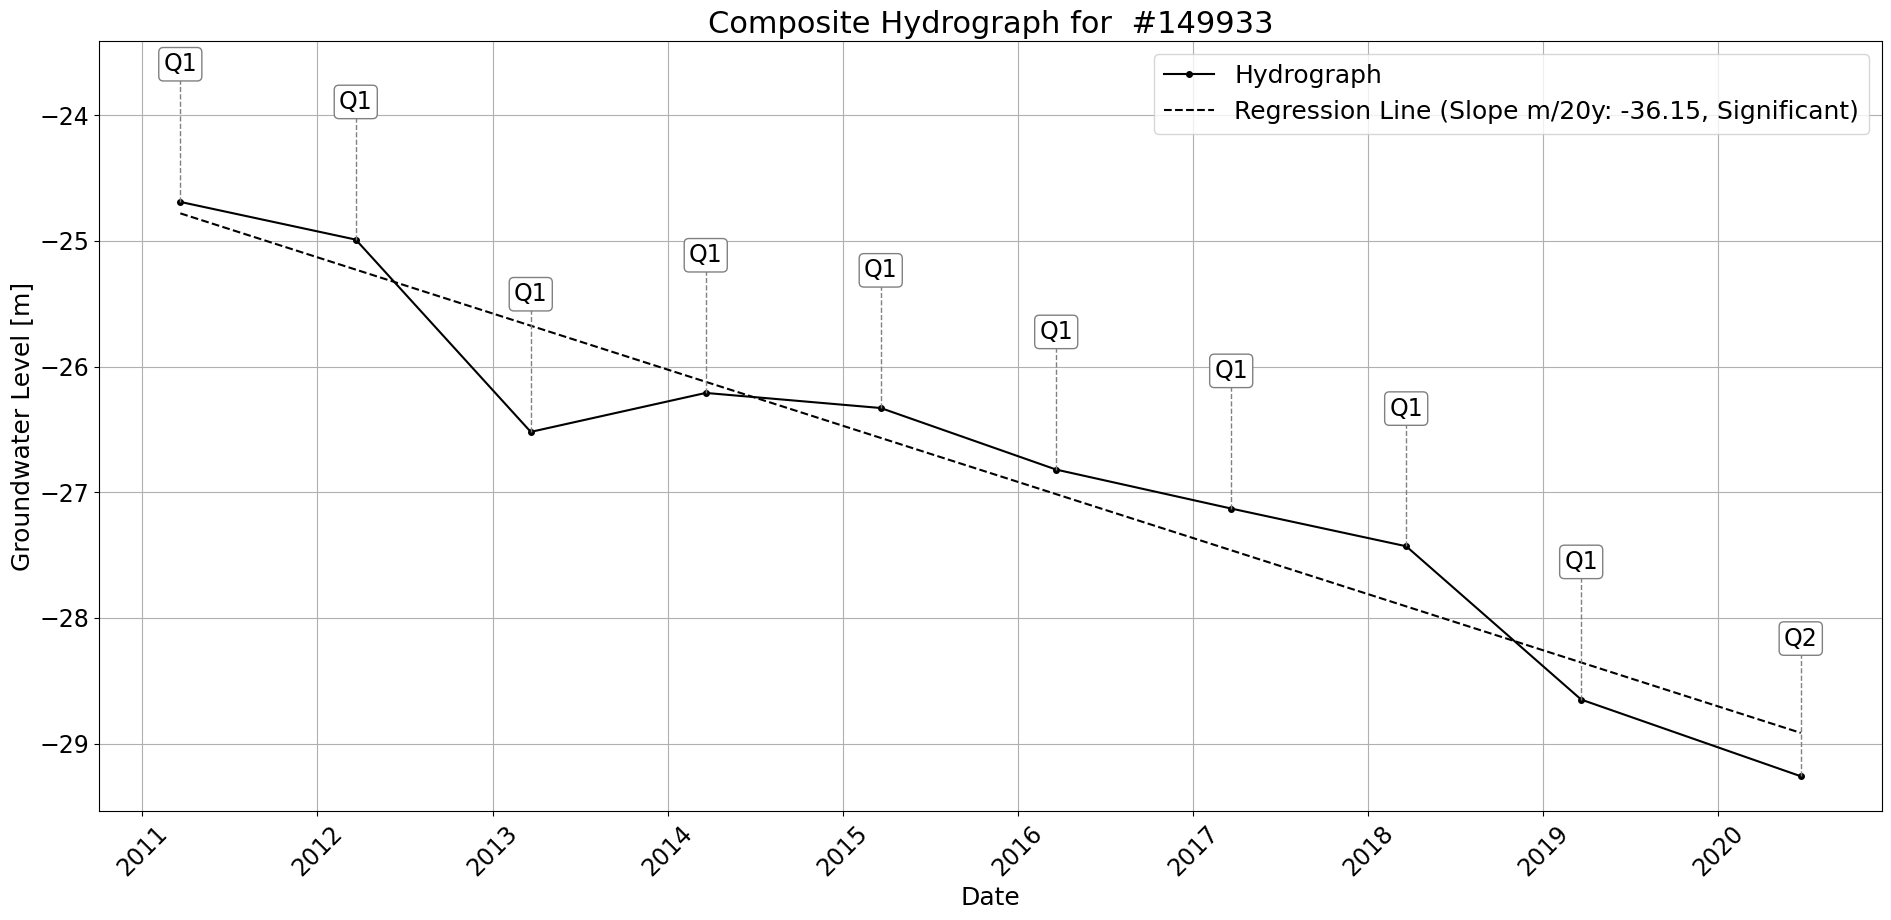 Composite Hydrograph for  #149933
Hydrograph
Regression Line (Slope m/20y: -36.15, Significant)
Q1
Q1
Q1
Q1
Q1
Q1
Q1
Q1
Q1
Q2
Groundwater Level [m]
−24
−25
−26
−27
−28
−29
2011
2012
2013
2014
2015
2016
2017
2018
2019
2020
Date